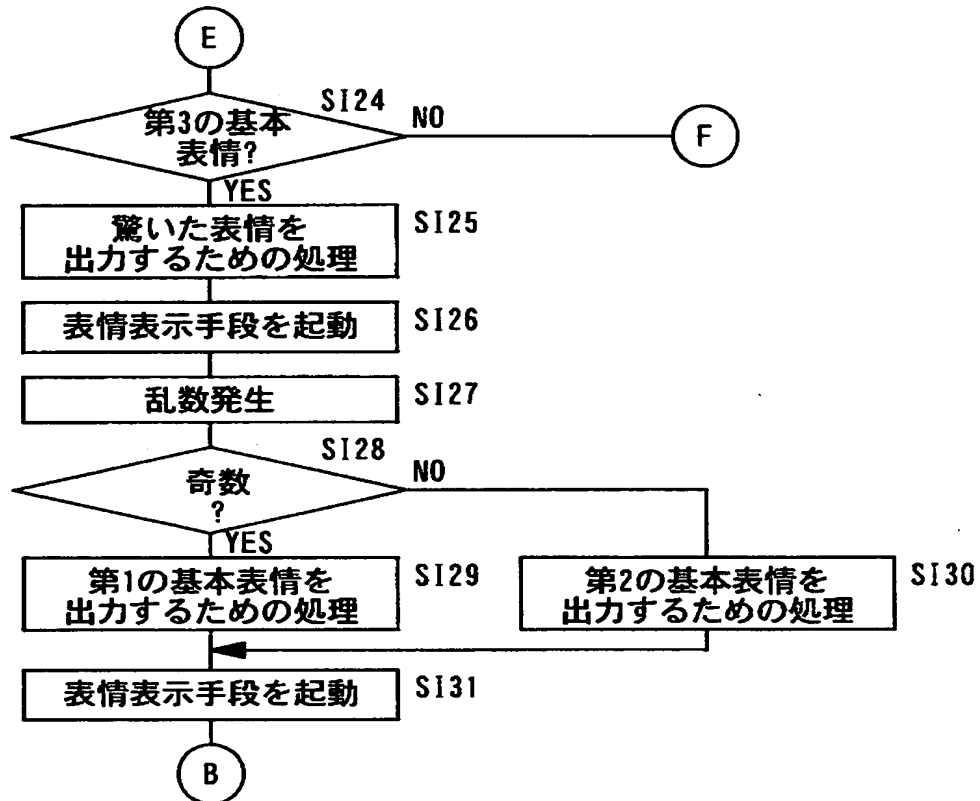 E
SI24
第3の基本
表情?
NO
F
YES
驚いた表情を
出力するための処理
SI25
表情表示手段を起動
SI26
乱数発生
SI27
SI28
奇数
?
NO
YES
第1の基本表情を
出力するための処理
SI29
第2の基本表情を
出力するための処理
SI30
表情表示手段を起動
SI31
B